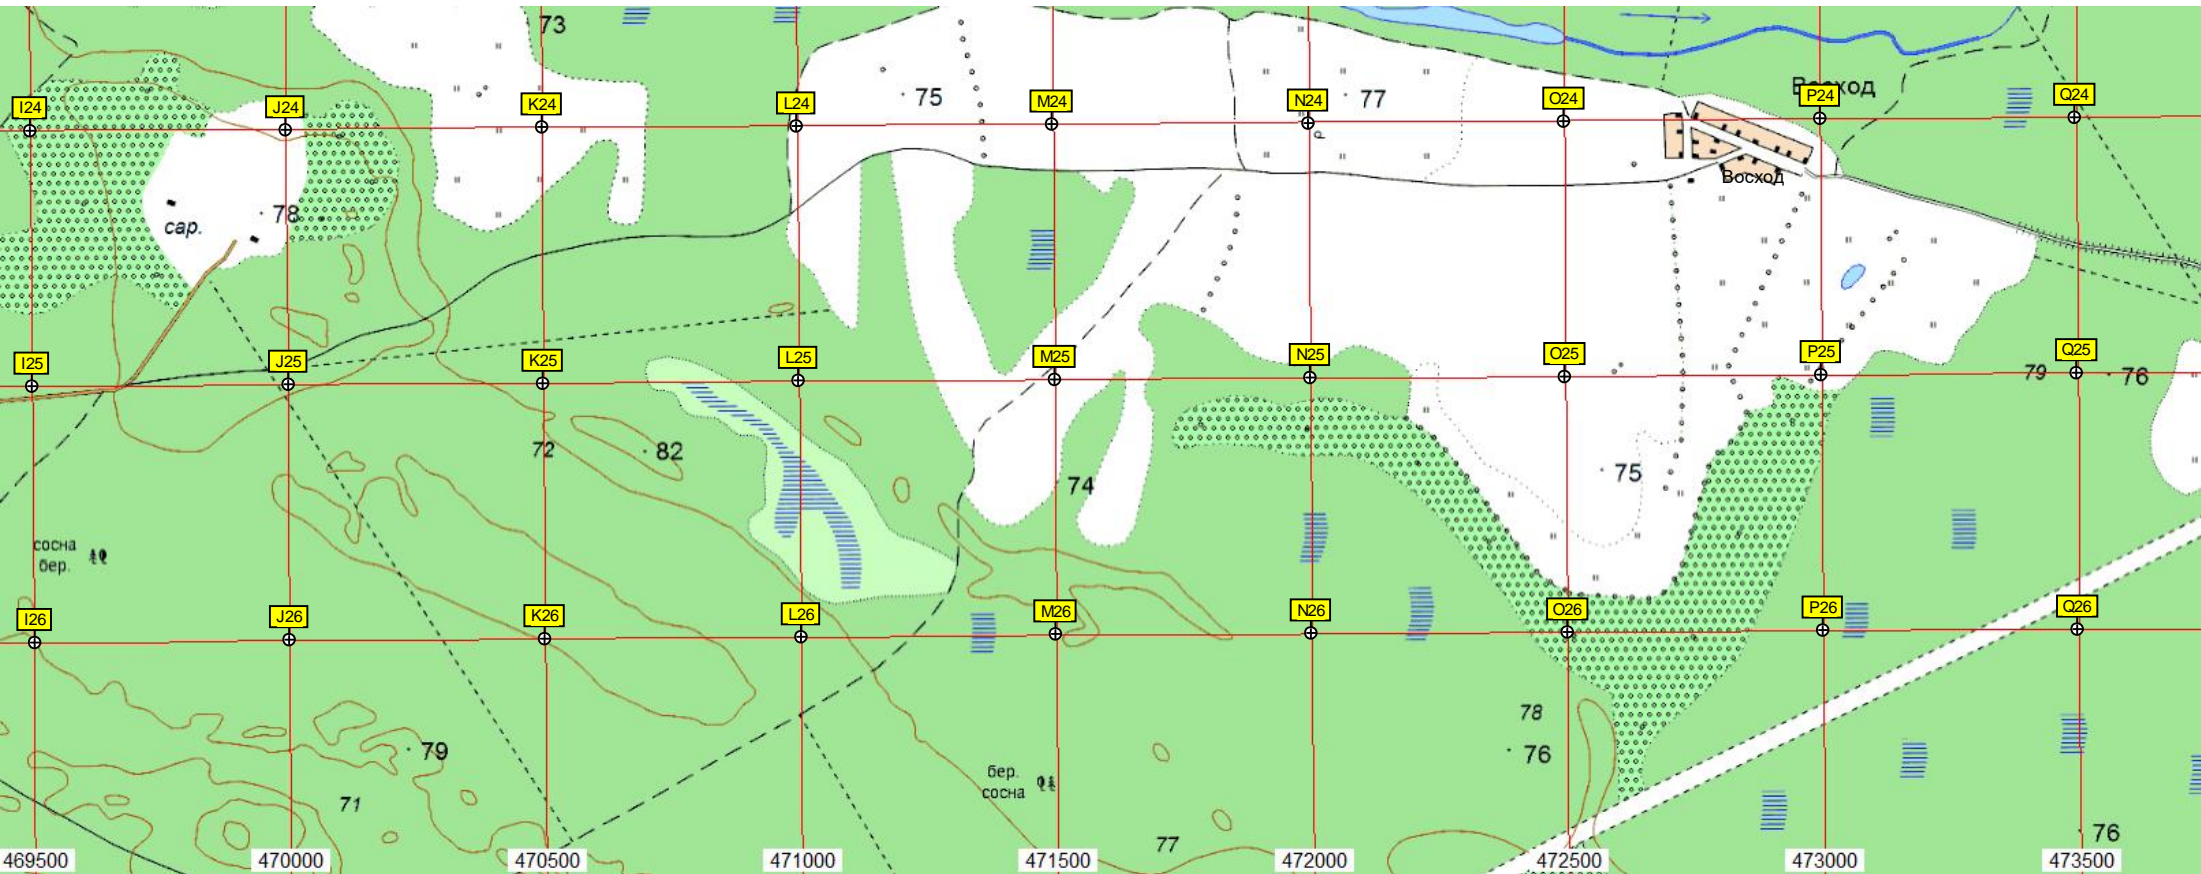 73
Восход
75
77
I24
J24
K24
L24
M24
N24
O24
P24
Q24
Восход
78
сар.
I25
J25
K25
L25
M25
N25
O25
P25
Q25
79
76
72
82
74
75
сосна
бер.
I26
J26
K26
L26
M26
N26
O26
P26
Q26
78
76
79
71
бер.
сосна
77
76
469500
470000
470500
471000
471500
472000
472500
473000
473500